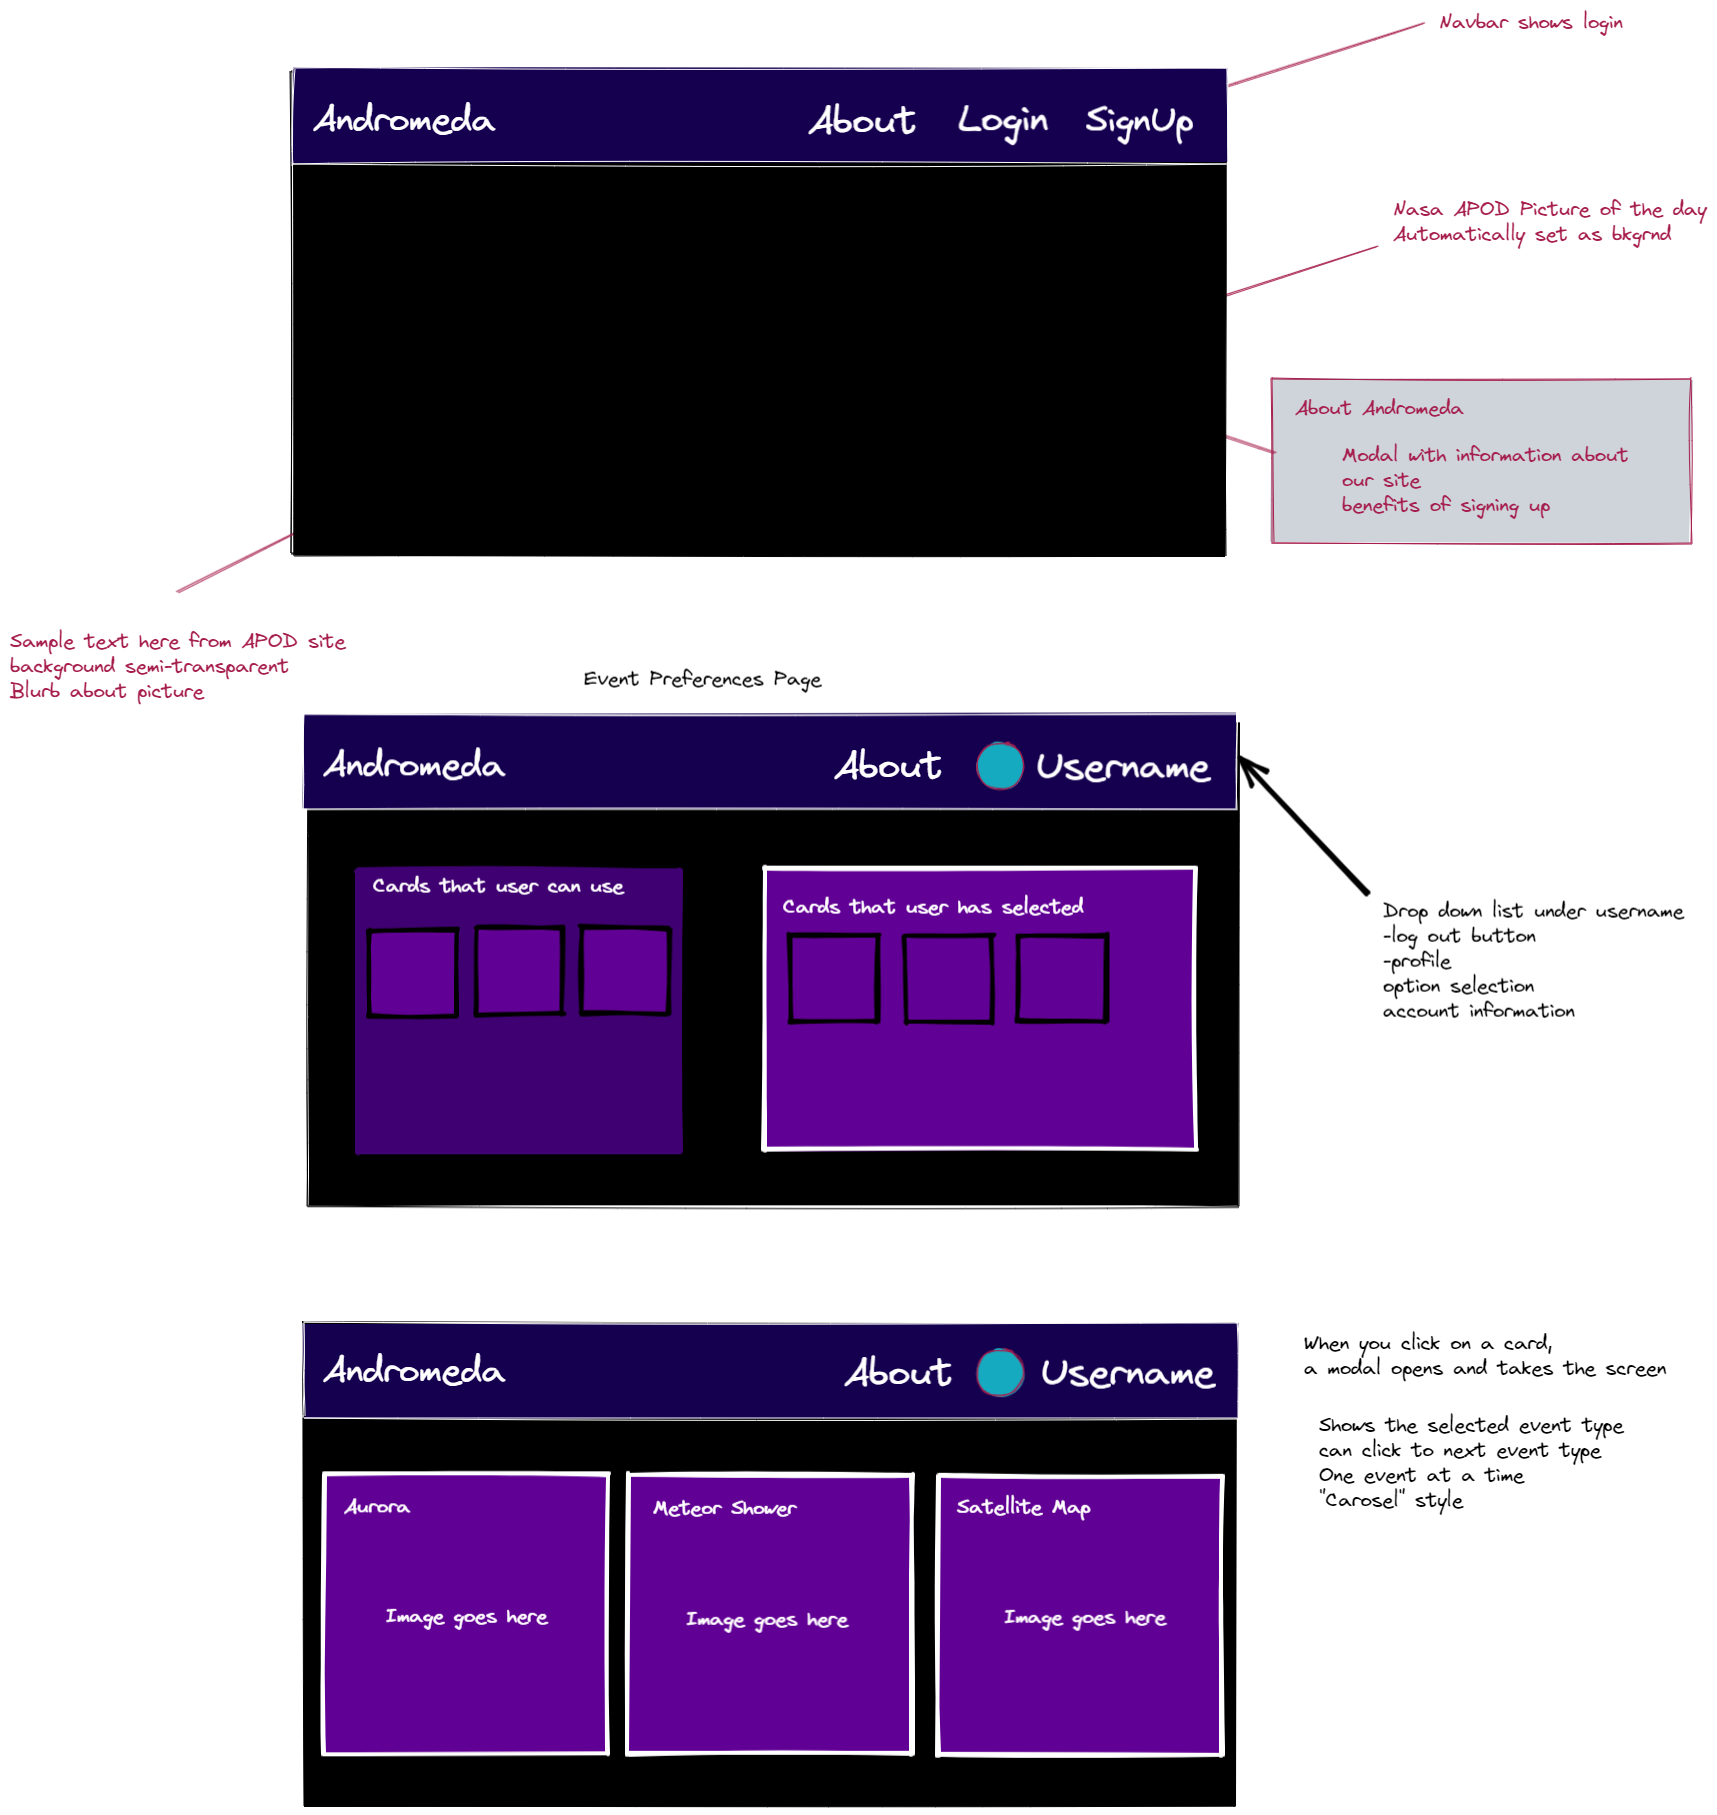 Navbar shows login
Andromeda
About Login SignUp
Nasa APOD Picture of the day
Automatically set as bkgrnd
About Andromeda
Modal with information about
our site
benefits of signing up
Sample text here from APOD site
background semi-transparent
Blurb about picture
Event Preferences Page
Andromeda
About Username
Cards that user can use
Cards that user has selected
Drop down list under username
-log out button
-profile
option selection
account information
Andromeda
About Username
When you click on a card,
a modal opens and takes the screen
Shows the selected event type
can click to next event type
One event at a time
"Carosel" style
Aurora
Image goes here
Meteor Shower
Image goes here
Satellite Map
Image goes here